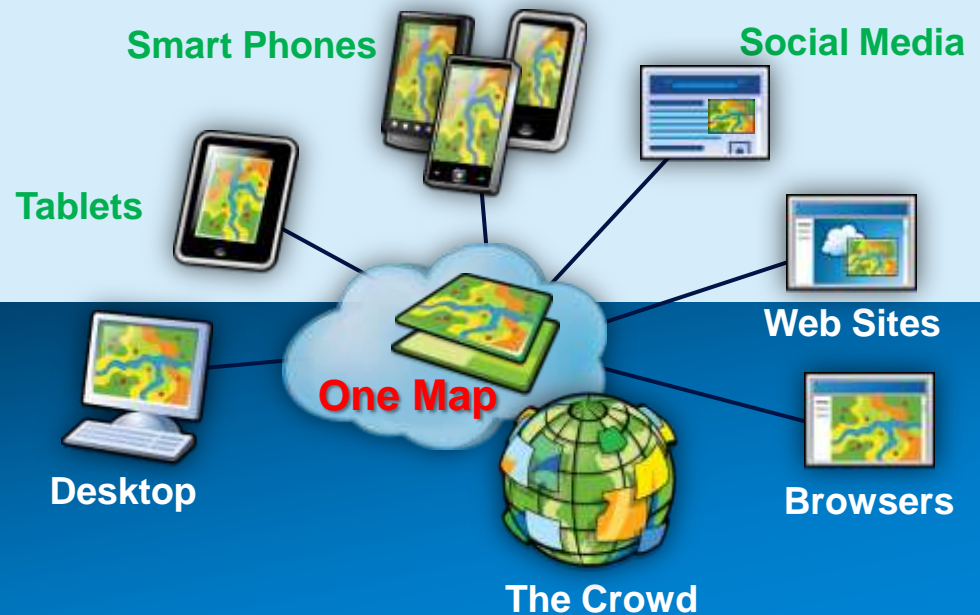 Smart Phones
Social Media
Tablets
Web Sites
One Map
Desktop
Browsers
The Crowd